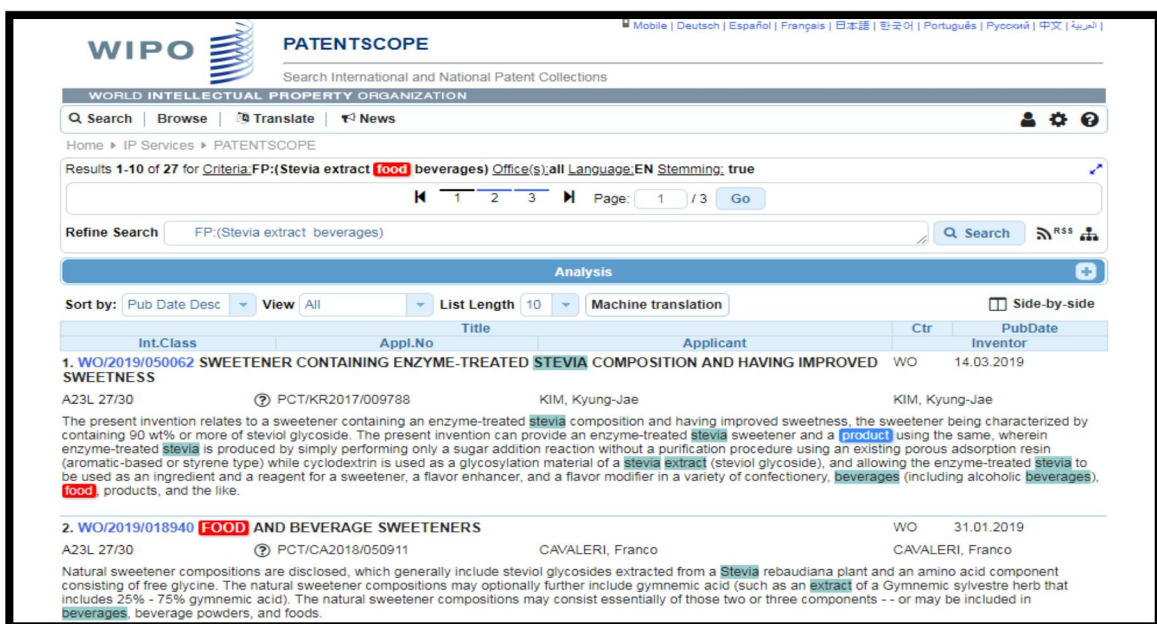 Mobile | Deutsch | Español | Français | 日本語 | 한국어 | Português | Русский | 中文 | العربية |
WIPO
PATENTSCOPE
Search International and National Patent Collections
WORLD INTELLECTUAL PROPERTY ORGANIZATION
Search | Browse | Translate | News
Home ▸ IP Services ▸ PATENTSCOPE
Results 1-10 of 27 for Criteria:FP:(Stevia extract food beverages) Office(s):all Language:EN Stemming: true
1 2 3 Page: 1 / 3 Go
Refine Search FP:(Stevia extract beverages) Search RSS
Analysis
Sort by: Pub Date Desc View All List Length 10 Machine translation Side-by-side
Title Ctr PubDate
Int.Class Appl.No Applicant Inventor
1. WO/2019/050062 SWEETENER CONTAINING ENZYME-TREATED STEVIA COMPOSITION AND HAVING IMPROVED WO 14.03.2019
SWEETNESS
A23L 27/30 PCT/KR2017/009788 KIM, Kyung-Jae KIM, Kyung-Jae
The present invention relates to a sweetener containing an enzyme-treated stevia composition and having improved sweetness, the sweetener being characterized by
containing 90 wt% or more of steviol glycoside. The present invention can provide an enzyme-treated stevia sweetener and a product using the same, wherein
enzyme-treated stevia is produced by simply performing only a sugar addition reaction without a purification procedure using an existing porous adsorption resin
(aromatic-based or styrene type) while cyclodextrin is used as a glycosylation material of a stevia extract (steviol glycoside), and allowing the enzyme-treated stevia to
be used as an ingredient and a reagent for a sweetener, a flavor enhancer, and a flavor modifier in a variety of confectionery, beverages (including alcoholic beverages),
food, products, and the like.
2. WO/2019/018940 FOOD AND BEVERAGE SWEETENERS WO 31.01.2019
A23L 27/30 PCT/CA2018/050911 CAVALERI, Franco CAVALERI, Franco
Natural sweetener compositions are disclosed, which generally include steviol glycosides extracted from a Stevia rebaudiana plant and an amino acid component
consisting of free glycine. The natural sweetener compositions may optionally further include gymnemic acid (such as an extract of a Gymnemic sylvestre herb that
includes 25% - 75% gymnemic acid). The natural sweetener compositions may consist essentially of those two or three components - - or may be included in
beverages, beverage powders, and foods.